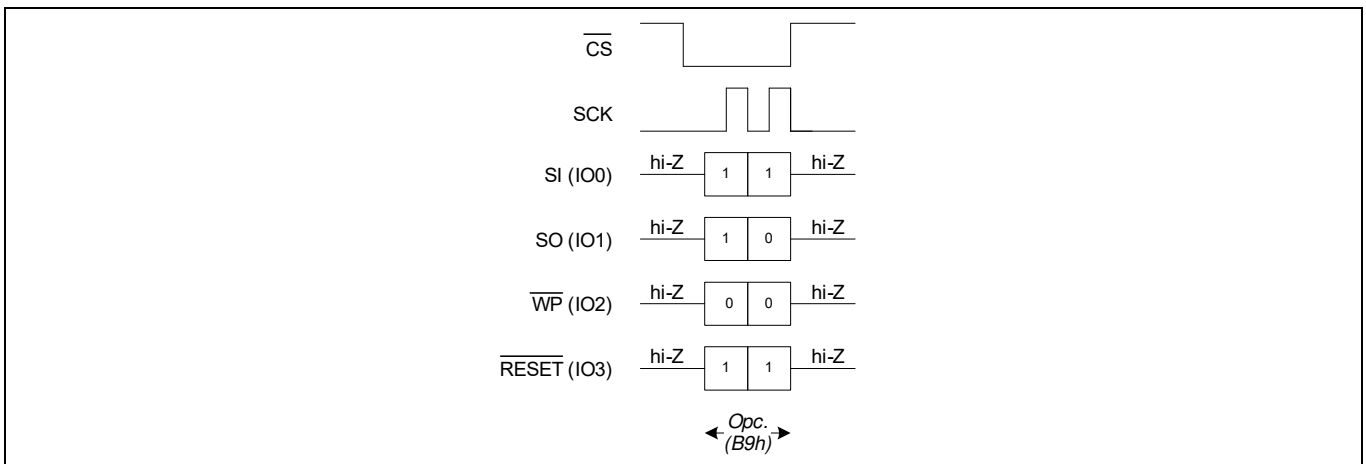 CS
SCK
SI (IO0) hi-Z 1 1 hi-Z
SO (IO1) hi-Z 1 0 hi-Z
WP (IO2) hi-Z 0 0 hi-Z
RESET (IO3) hi-Z 1 1 hi-Z
Opc.
(B9h)